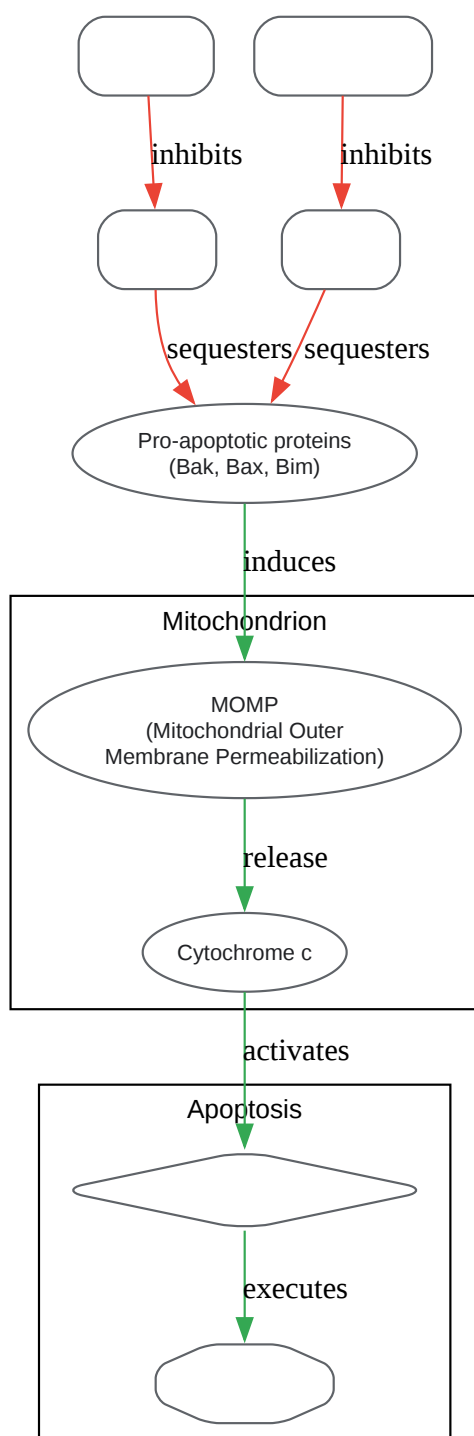 inhibits
inhibits
sequesters
sequesters
Pro-apoptotic proteins
(Bak, Bax, Bim)
induces
Mitochondrion
MOMP
(Mitochondrial Outer
Membrane Permeabilization)
release
Cytochrome c
activates
Apoptosis
executes